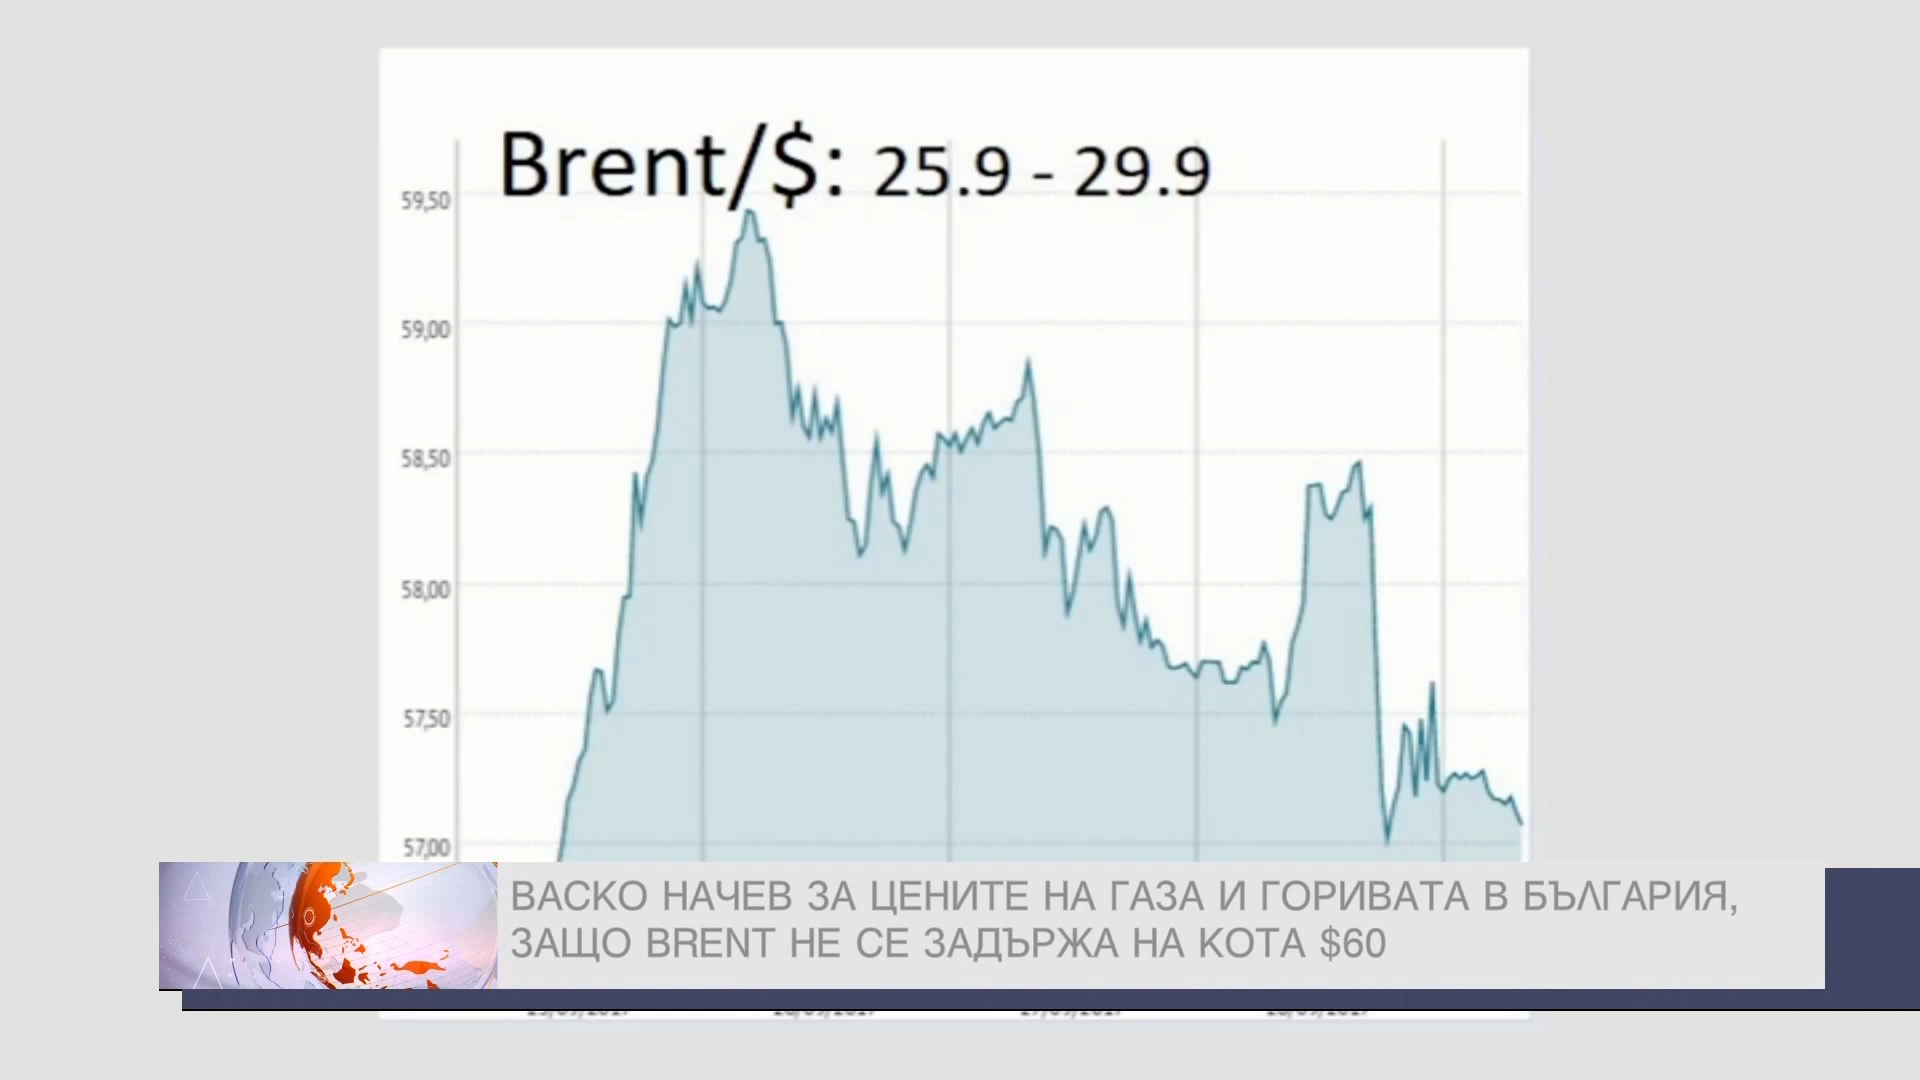 Brent/$: 25.9 - 29.9
59,50
59,00
58,50
58,00
57,50
57,00
ВАСКО НАЧЕВ ЗА ЦЕНИТЕ НА ГАЗА И ГОРИВАТА В БЪЛГАРИЯ,
ЗАЩО BRENT НЕ СЕ ЗАДЪРЖА НА КОТА $60